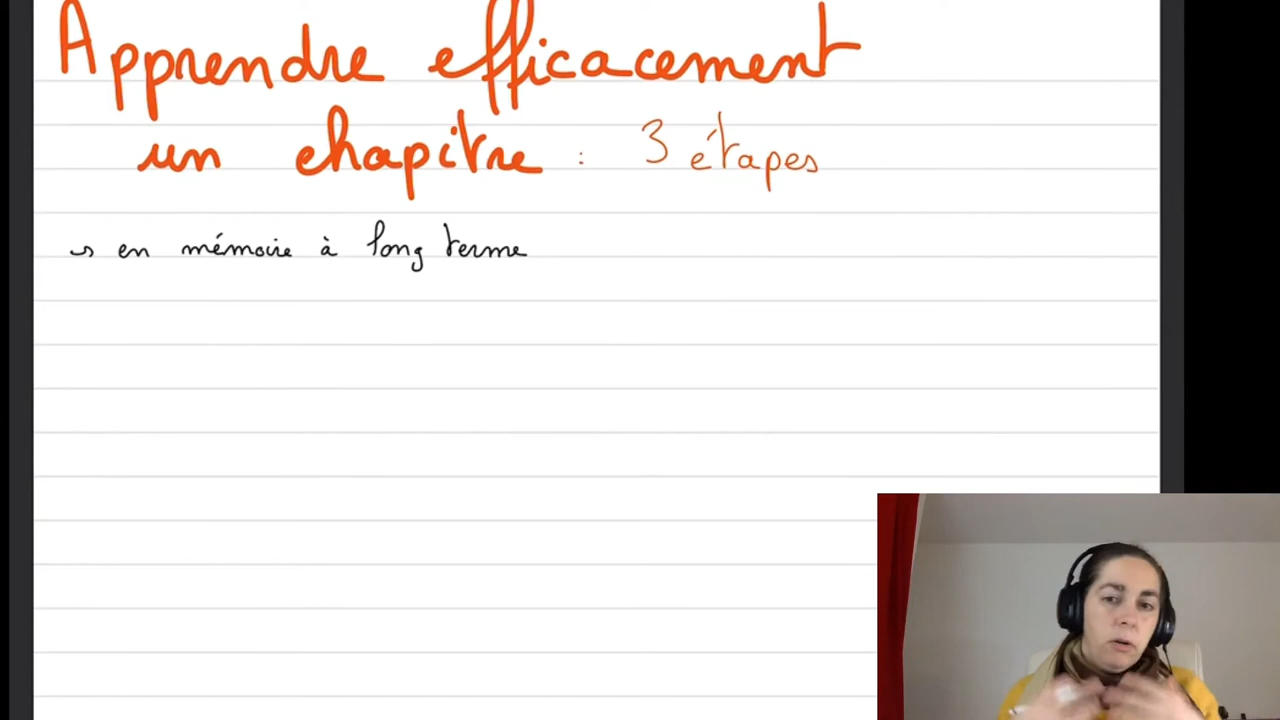 Apprendre efficacement
un chapitre : 3 étapes
↪ en mémoire à long terme